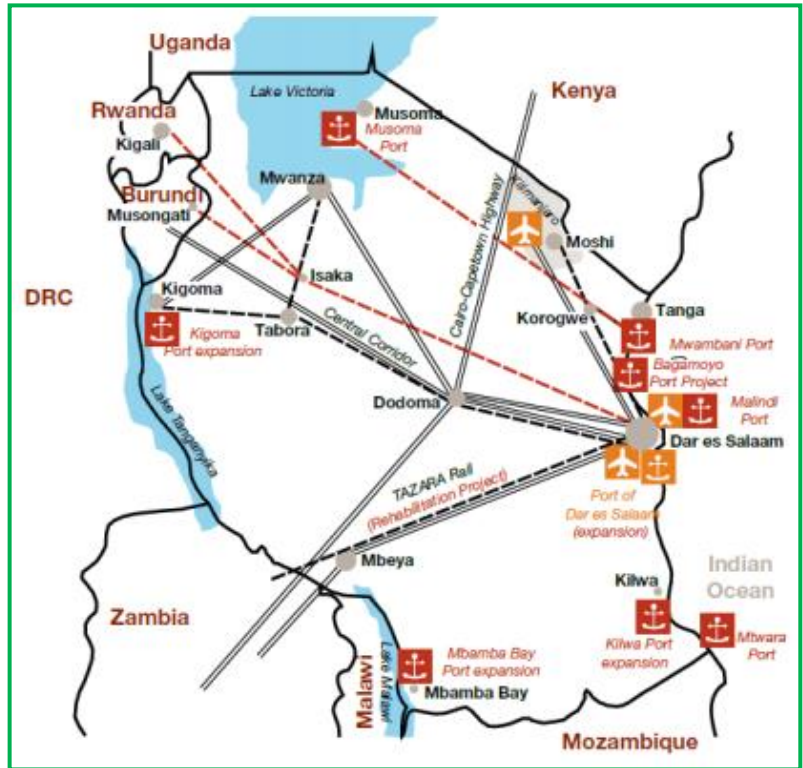 Uganda
Lake Victoria
Kenya
Rwanda
Kigali
Musoma
Musoma
Port
Mwanza
Burundi
Musongati
Cairo-Capetown Highway
Kilimanjaro
Moshi
DRC
Kigoma
Isaka
Kigoma
Port expansion
Tabora
Central Corridor
Korogwe
Tanga
Mwambani Port
Bagamoyo
Port Project
Malindi
Port
Dodoma
Dar es Salaam
Lake Tanganyika
TAZARA Rail
(Rehabilitation Project)
Port of
Dar es Salaam
(expansion)
Mbeya
Kilwa
Indian
Ocean
Zambia
Kilwa Port
expansion
Mtwara
Port
Malawi
Lake Malawi
Mbamba Bay
Port expansion
Mbamba Bay
Mozambique